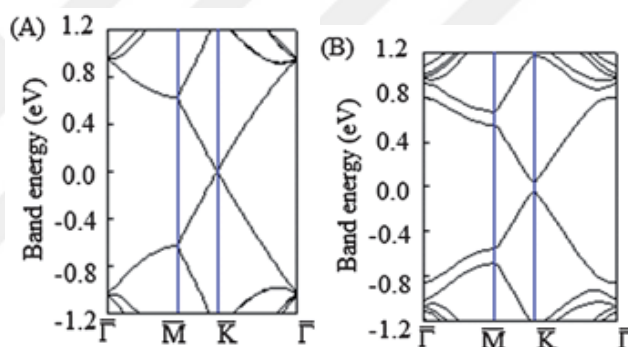 (A)
1.2
0.8
0.4
0.0
-0.4
-0.8
-1.2
Band energy (eV)
Γ̅ M̅ K̅ Γ̅
(B)
1.2
0.8
0.4
0.0
-0.4
-0.8
-1.2
Band energy (eV)
Γ̅ M̅ K̅ Γ̅